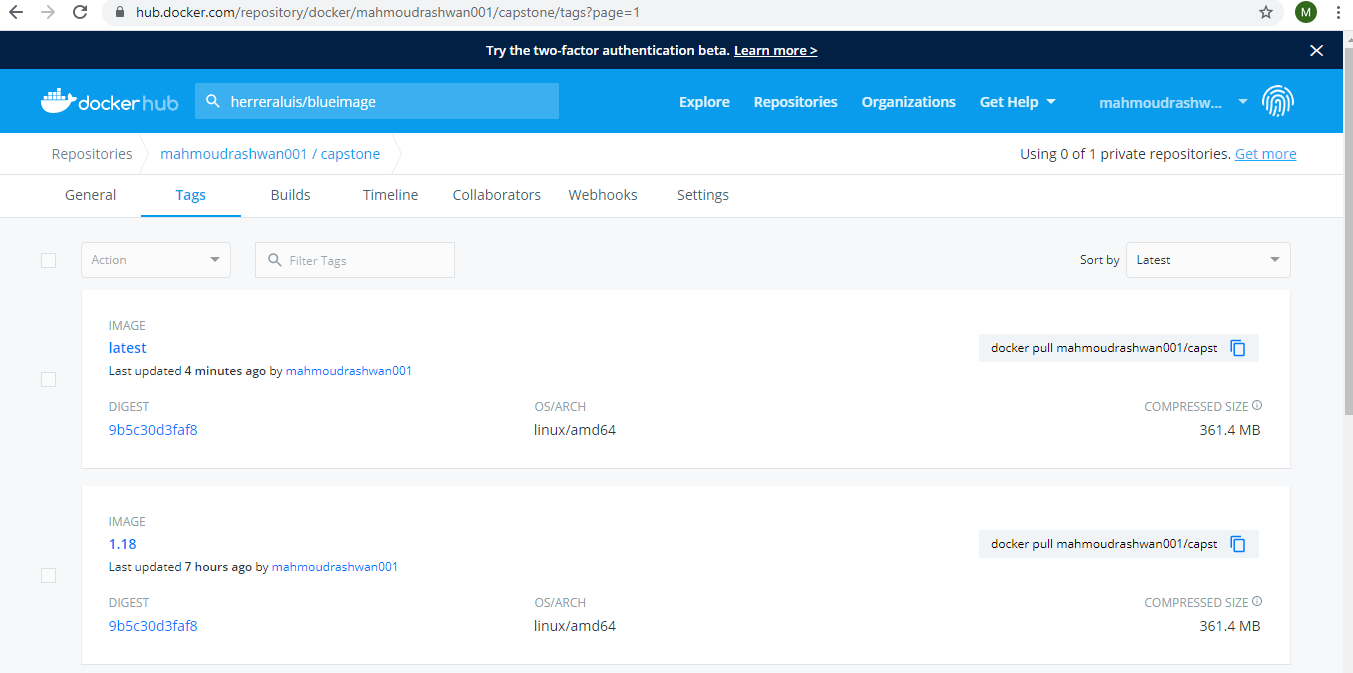 hub.docker.com/repository/docker/mahmoudrashwan001/capstone/tags?page=1
M
Try the two-factor authentication beta. Learn more >
docker hub
herreraluis/blueimage
Explore
Repositories
Organizations
Get Help
mahmoudrashw...
Repositories
mahmoudrashwan001 / capstone
Using 0 of 1 private repositories. Get more
General
Tags
Builds
Timeline
Collaborators
Webhooks
Settings
Action
Filter Tags
Sort by
Latest
IMAGE
latest
Last updated 4 minutes ago by mahmoudrashwan001
docker pull mahmoudrashwan001/capst
DIGEST
9b5c30d3faf8
OS/ARCH
linux/amd64
COMPRESSED SIZE
361.4 MB
IMAGE
1.18
Last updated 7 hours ago by mahmoudrashwan001
docker pull mahmoudrashwan001/capst
DIGEST
9b5c30d3faf8
OS/ARCH
linux/amd64
COMPRESSED SIZE
361.4 MB